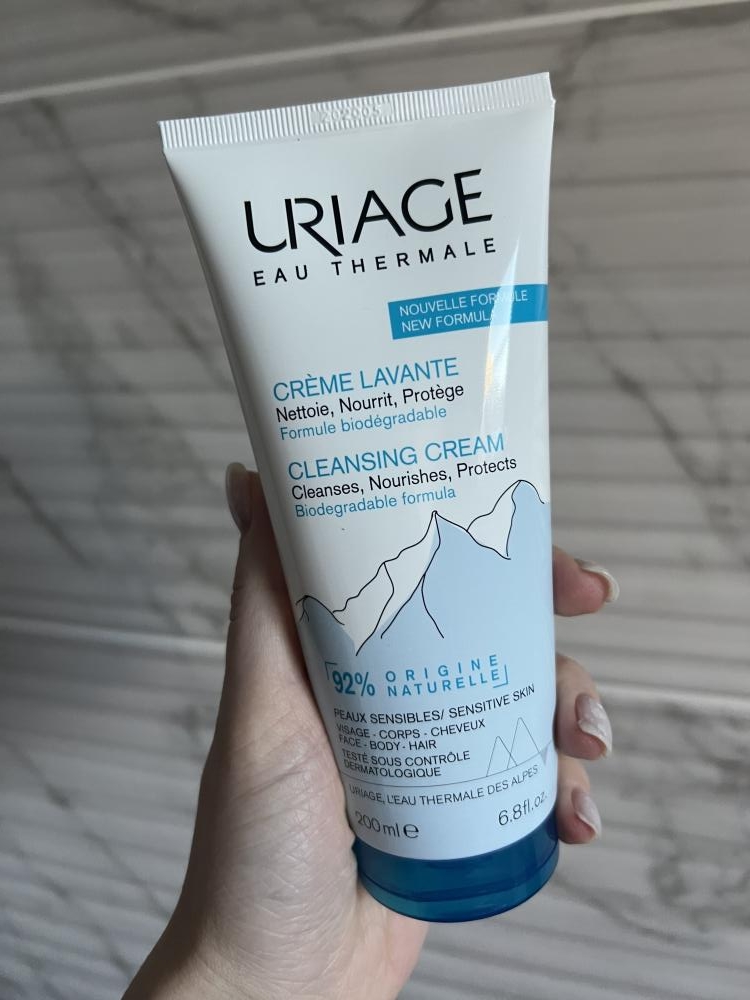 URIAGE
EAU THERMALE
NOUVELLE FORMULE
NEW FORMULA
CRÈME LAVANTE
Nettoie, Nourrit, Protège
Formule biodégradable
CLEANSING CREAM
Cleanses, Nourishes, Protects
Biodegradable formula
92% ORIGINE
NATURELLE
PEAUX SENSIBLES/ SENSITIVE SKIN
VISAGE - CORPS - CHEVEUX
FACE - BODY - HAIR
TESTÉ SOUS CONTRÔLE
DERMATOLOGIQUE
URIAGE, L'EAU THERMALE DES ALPES
200 ml e 6.8fl.oz.